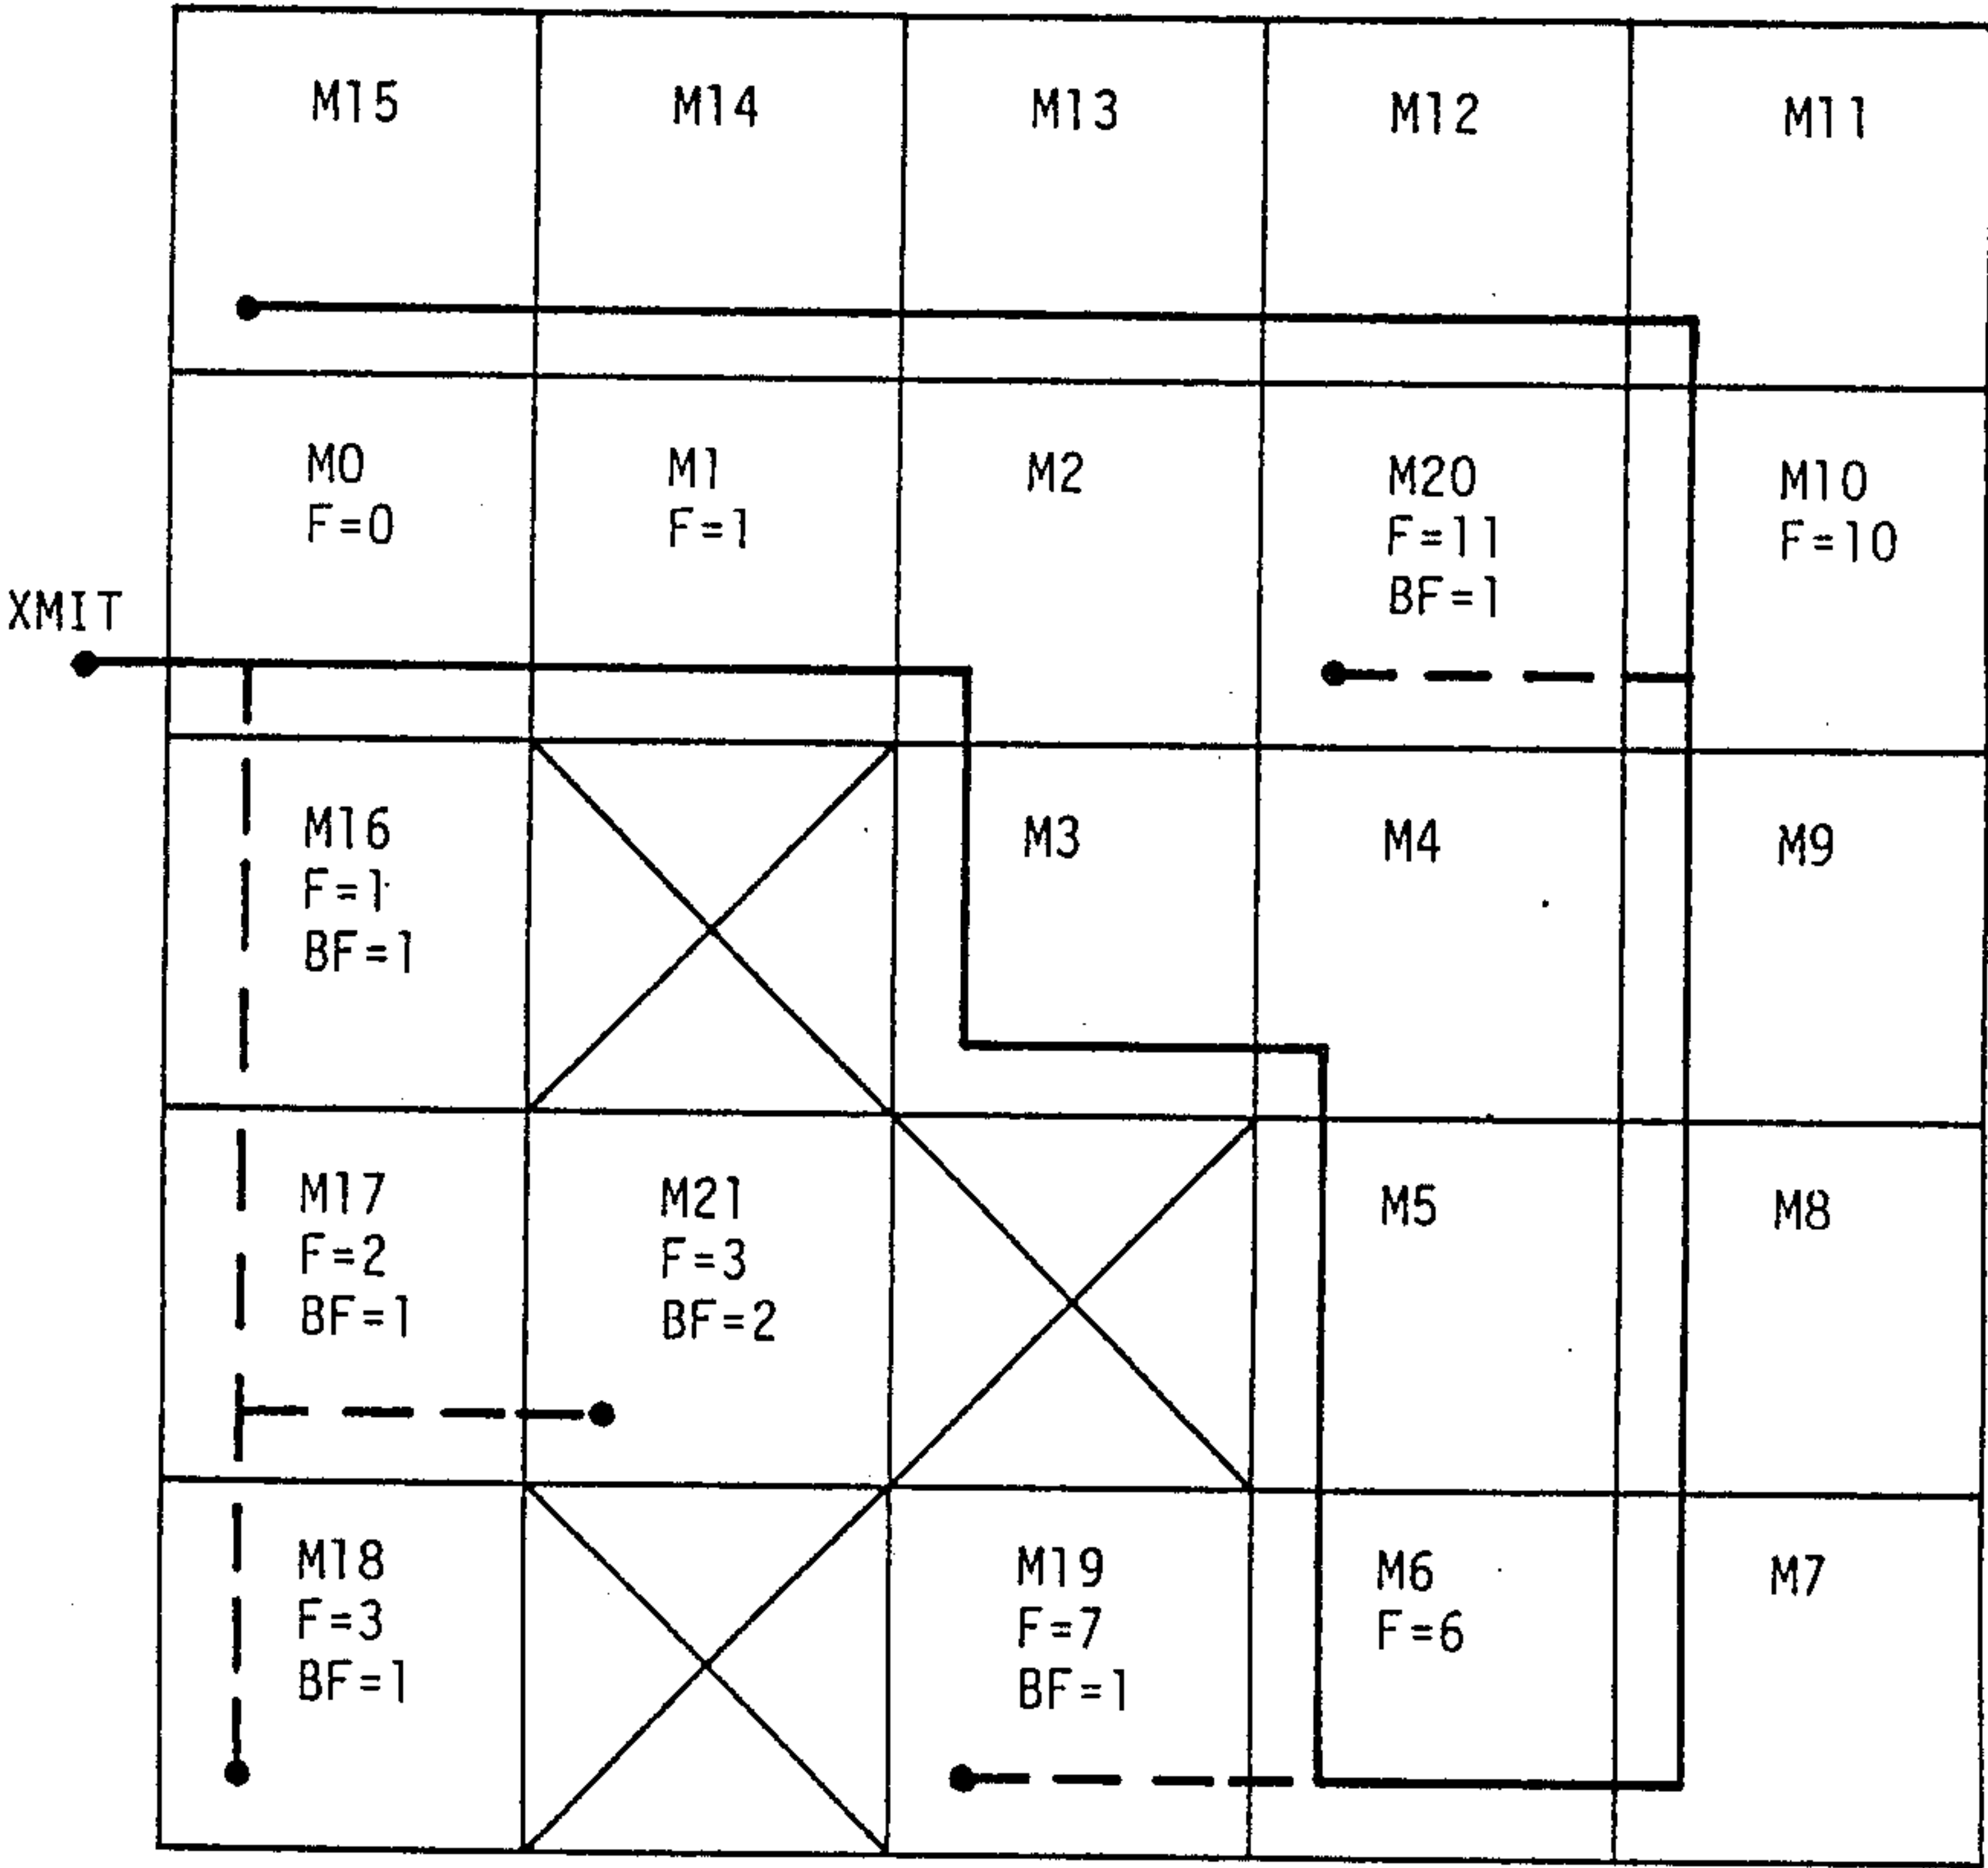 M15
M14
M13
M12
M11
M0
F=0
M1
F=1
M2
M20
F=11
BF=1
M10
F=10
XMIT
M16
F=1
BF=1
M3
M4
M9
M17
F=2
BF=1
M21
F=3
BF=2
M5
M8
M18
F=3
BF=1
M19
F=7
BF=1
M6
F=6
M7